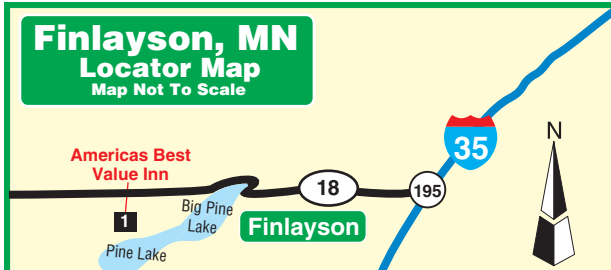 Finlayson, MN
Locator Map
Map Not To Scale
N
35
Americas Best
Value Inn
18
195
1
Big Pine
Lake
Finlayson
Pine Lake